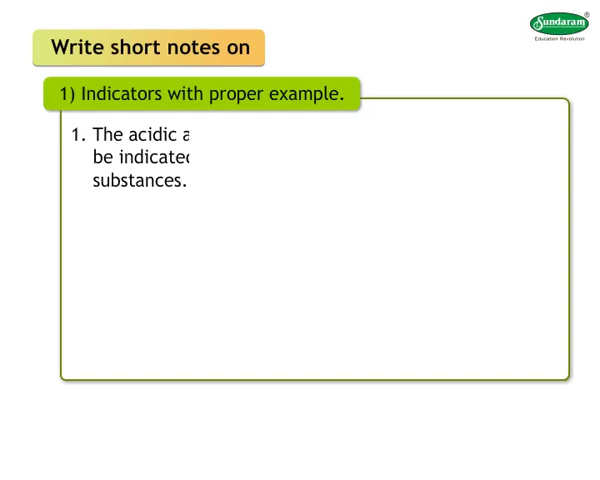 Sundaram
Education Revolution
Write short notes on
1) Indicators with proper example.
1. The acidic
be indicated
substances.